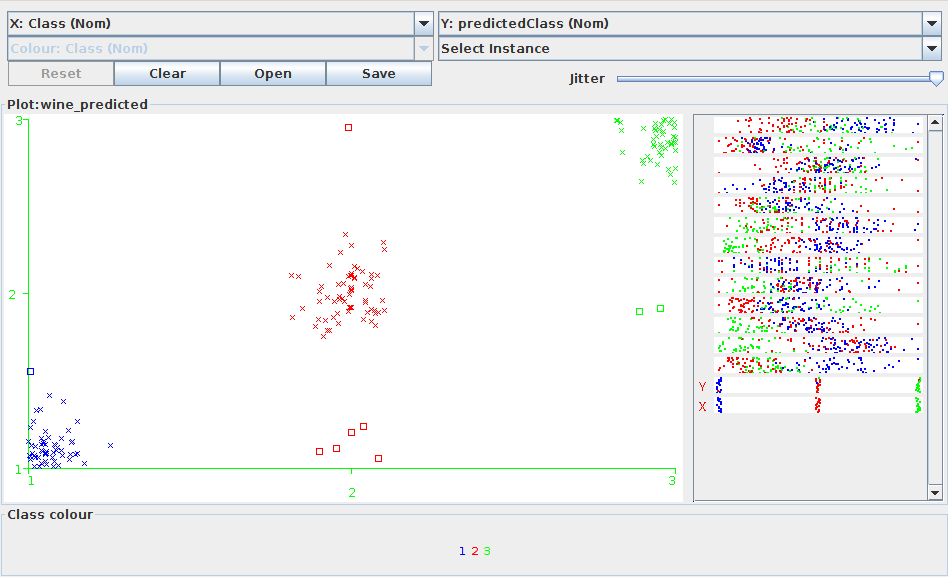 X: Class (Nom) Y: predictedClass (Nom)
Colour: Class (Nom) Select Instance
Reset Clear Open Save Jitter
Plot:wine_predicted
3
2
1
1 2 3
Y
X
Class colour
1 2 3